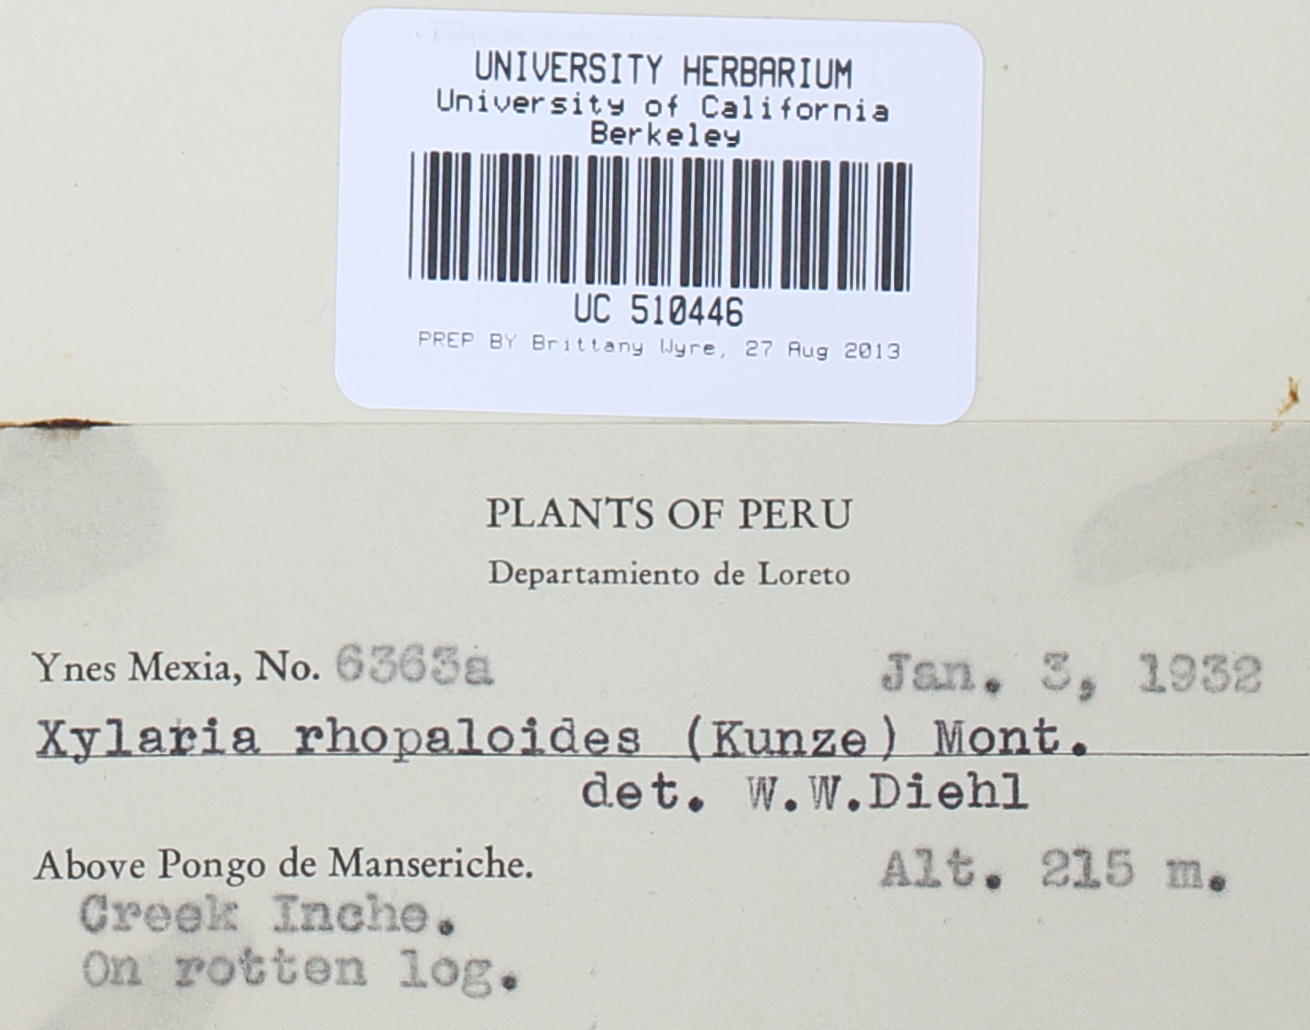 UNIVERSITY HERBARIUM
University of California
Berkeley
UC 510446
PREP BY Brittany Wyre, 27 Aug 2013
PLANTS OF PERU
Departamiento de Loreto
Ynes Mexia, No. 6363a Jan. 3, 1932
Xylaria rhopaloides (Kunze) Mont.
det. W.W.Diehl
Above Pongo de Manseriche. Alt. 215 m.
Creek Inche.
On rotten log.